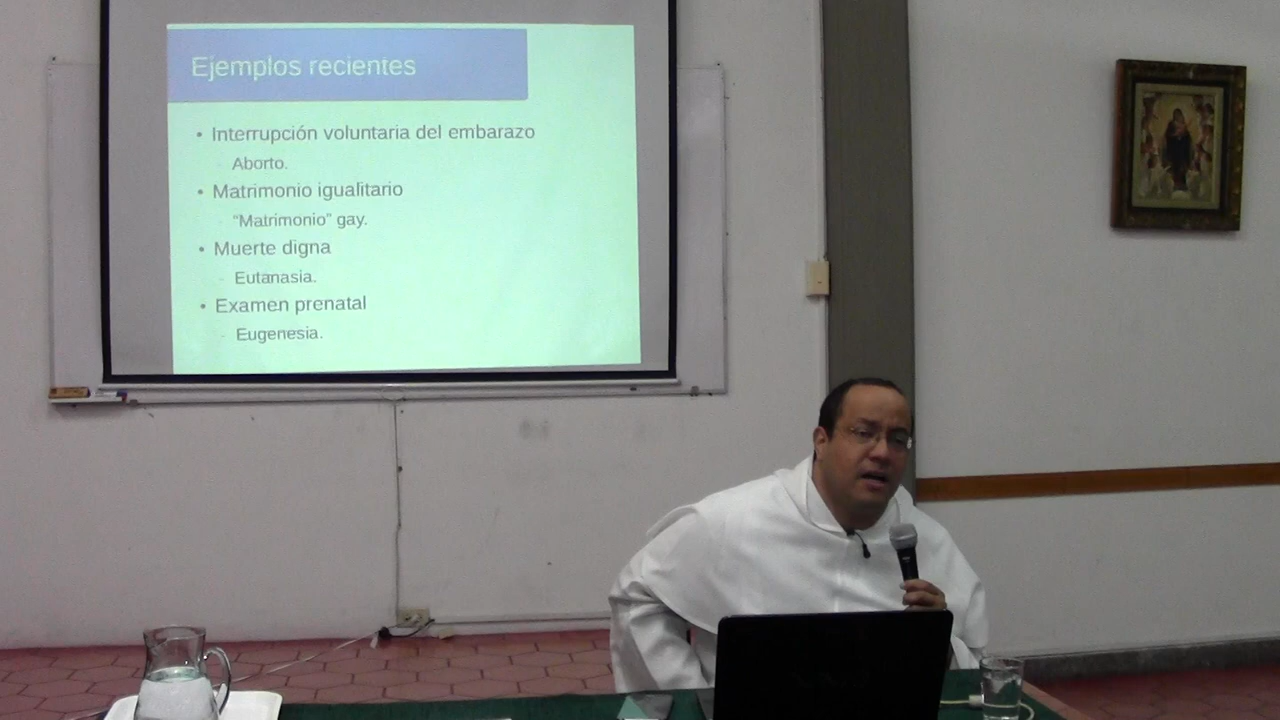 Ejemplos recientes
• Interrupción voluntaria del embarazo
- Aborto.
• Matrimonio igualitario
- “Matrimonio” gay.
• Muerte digna
- Eutanasia.
• Examen prenatal
- Eugenesia.